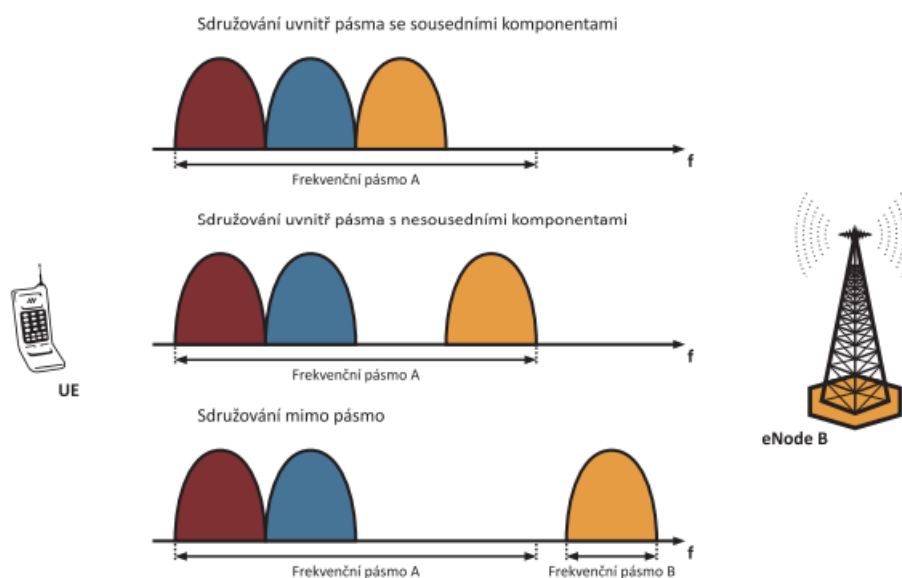 Sdružování uvnitř pásma se sousedními komponentami
f
Frekvenční pásmo A
Sdružování uvnitř pásma s nesousedními komponentami
f
Frekvenční pásmo A
UE
Sdružování mimo pásmo
eNode B
f
Frekvenční pásmo A
Frekvenční pásmo B